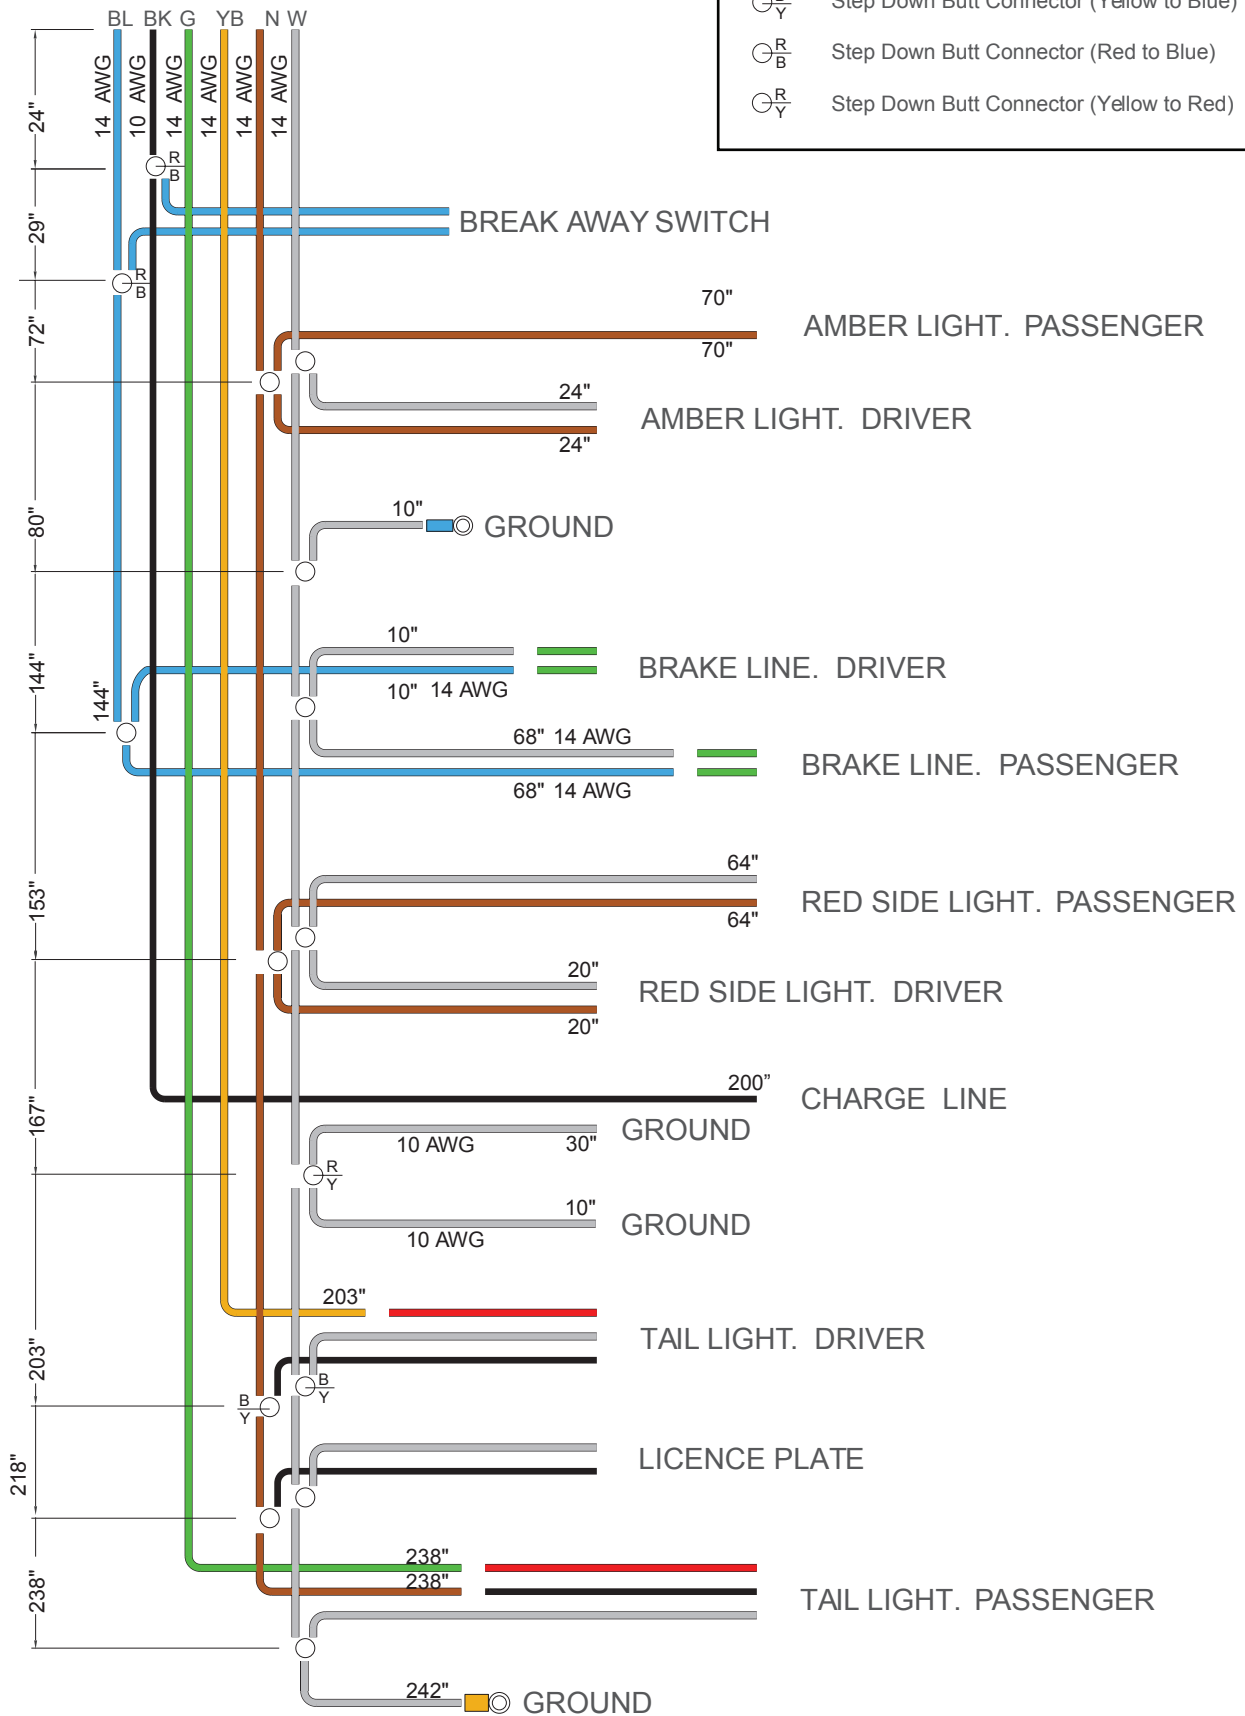 Step Down Butt Connector (Yellow to Blue)
Y
R
B
Step Down Butt Connector (Red to Blue)
R
Y
Step Down Butt Connector (Yellow to Red)
BL BK G YB N W
14 AWG
10 AWG
14 AWG
14 AWG
14 AWG
14 AWG
24"
R
B
29"
BREAK AWAY SWITCH
R
B
72"
70"
AMBER LIGHT. PASSENGER
70"
24"
AMBER LIGHT. DRIVER
24"
80"
10"
GROUND
144"
10"
BRAKE LINE. DRIVER
10" 14 AWG
144"
68" 14 AWG
BRAKE LINE. PASSENGER
68" 14 AWG
153"
64"
RED SIDE LIGHT. PASSENGER
64"
20"
RED SIDE LIGHT. DRIVER
20"
167"
200”
CHARGE LINE
10 AWG 30"
GROUND
R
Y
10"
GROUND
10 AWG
203"
203"
TAIL LIGHT. DRIVER
B
Y
B
Y
218"
LICENCE PLATE
238"
238"
238"
TAIL LIGHT. PASSENGER
242"
GROUND